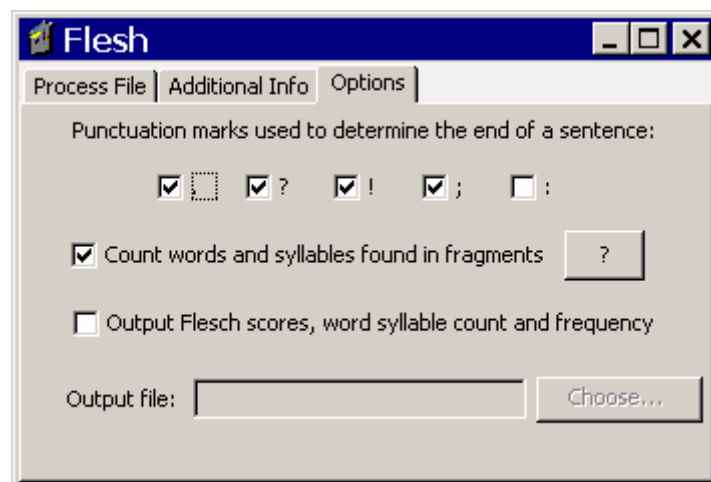 Flesh
Process File Additional Info Options
Punctuation marks used to determine the end of a sentence:
. ? ! ; :
Count words and syllables found in fragments ?
Output Flesch scores, word syllable count and frequency
Output file: Choose...